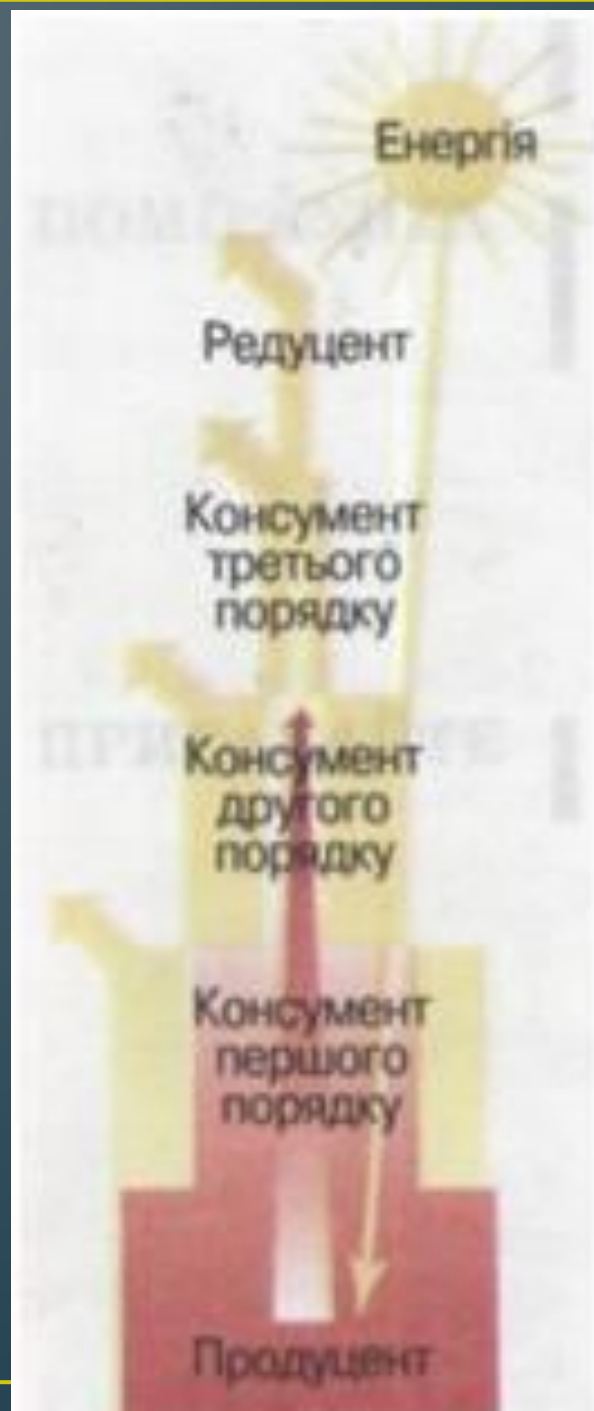 Енергія
Редуцент
Консумент
третього
порядку
Консумент
другого
порядку
Консумент
першого
порядку
Продуцент